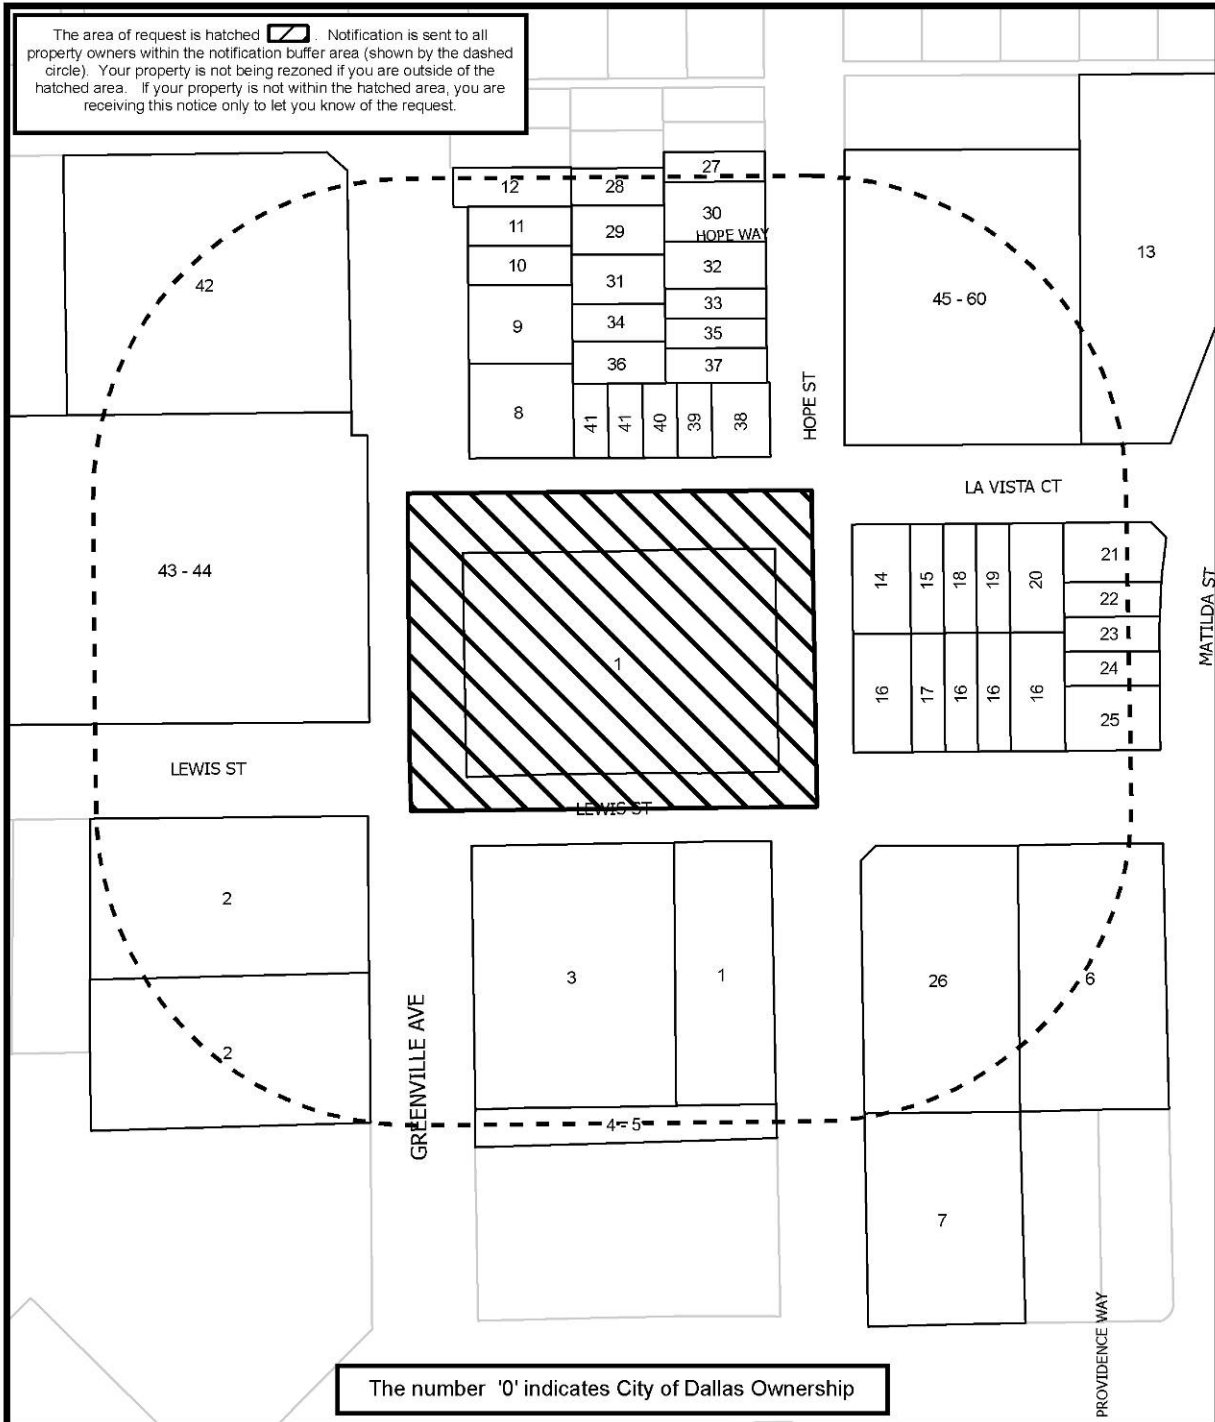 The area of request is hatched . Notification is sent to all
property owners within the notification buffer area (shown by the dashed
circle). Your property is not being rezoned if you are outside of the
hatched area. If your property is not within the hatched area, you are
receiving this notice only to let you know of the request.
27
12
28
11
29
30
HOPE WAY
10
31
32
13
42
33
45 - 60
9
34
35
36
37
8
41
41
40
39
38
HOPE ST
LA VISTA CT
43 - 44
1
14
15
18
19
20
21
22
23
24
25
16
17
16
16
16
MATILDA ST
LEWIS ST
LEWIS ST
2
3
1
26
6
2
GREENVILLE AVE
4 - 5
7
PROVIDENCE WAY
The number '0' indicates City of Dallas Ownership